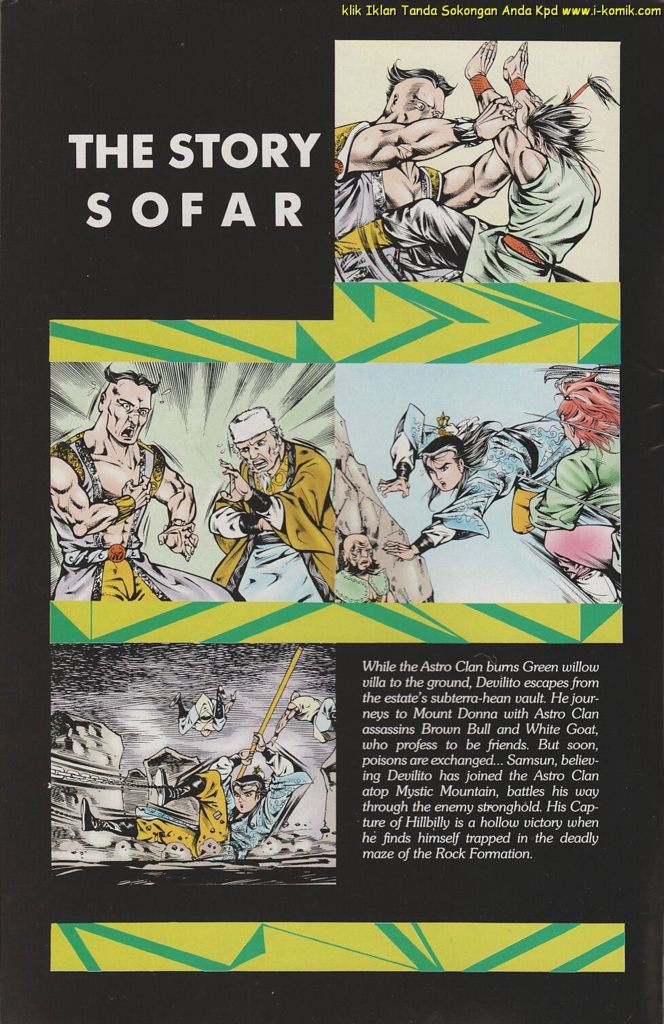 klik Iklan Tanda Sokongan Anda Kpd www.i-komik.com
THE STORY
S O F A R
While the Astro Clan burns Green willow
villa to the ground, Devilito escapes from
the estate's subterra-hean vault. He jour-
neys to Mount Donna with Astro Clan
assassins Brown Bull and White Goat,
who profess to be friends. But soon,
poisons are exchanged... Samsun, believ-
ing Devilito has joined the Astro Clan
atop Mystic Mountain, battles his way
through the enemy stronghold. His Cap-
ture of Hillbilly is a hollow victory when
he finds himself trapped in the deadly
maze of the Rock Formation.